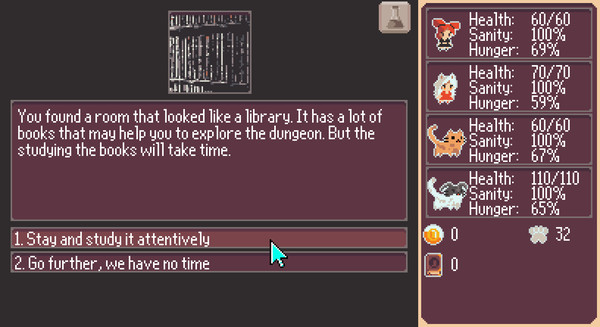 You found a room that looked like a library. It has a lot of
books that may help you to explore the dungeon. But the
studying the books will take time.
1. Stay and study it attentively
2. Go further, we have no time
Health: 60/60
Sanity: 100%
Hunger: 69%
Health: 70/70
Sanity: 100%
Hunger: 59%
Health: 60/60
Sanity: 100%
Hunger: 67%
Health: 110/110
Sanity: 100%
Hunger: 65%
0 32
0